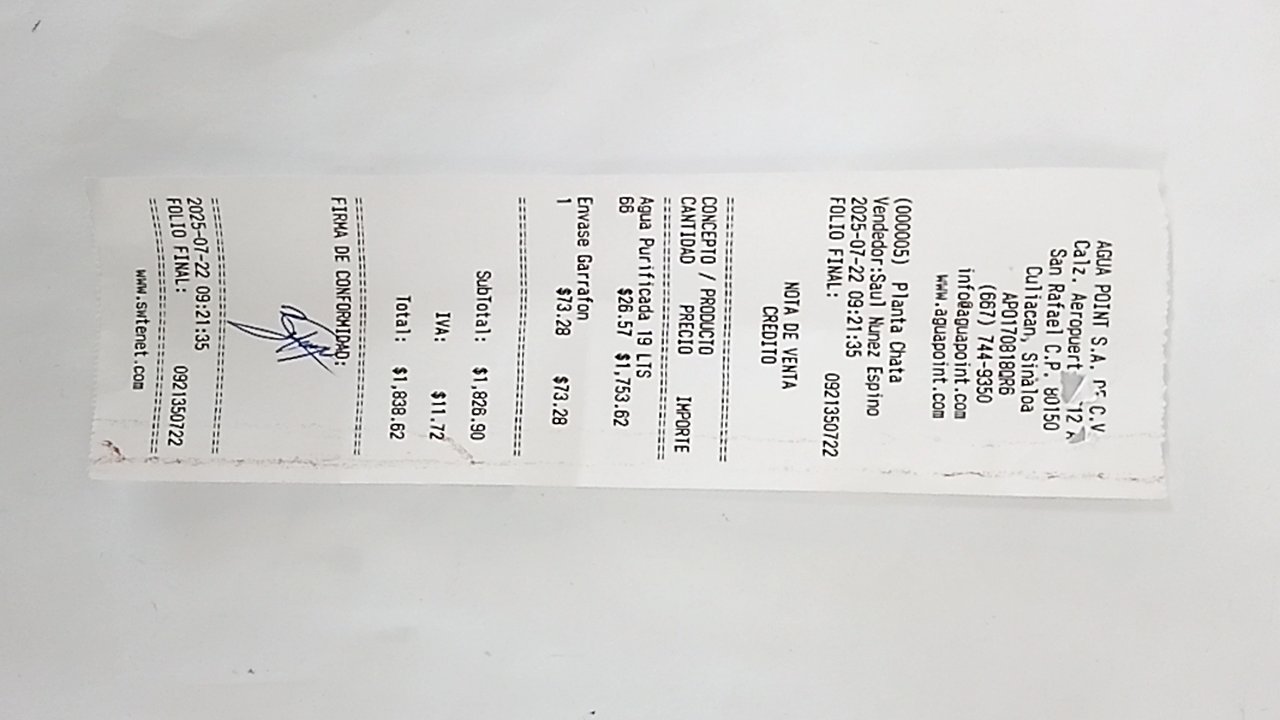 AGUA POINT S.A. DE C.V
Calz. Aeropuert 12 A
San Rafael C.P. 80150
Culiacan, Sinaloa
APO170818QR6
(667) 744-9350
info@aguapoint.com
www.aguapoint.com
(000005) Planta Chata
Vendedor:Saul Nunez Espino
2025-07-22 09:21:35
FOLIO FINAL: 0921350722
NOTA DE VENTA
CREDITO
==============================
CONCEPTO / PRODUCTO
CANTIDAD PRECIO IMPORTE
==============================
Agua Purificada 19 LTS
66 $26.57 $1,753.62
Envase Garrafon
1 $73.28 $73.28
==============================
SubTotal: $1,826.90
IVA: $11.72
Total: $1,838.62
==============================
FIRMA DE CONFORMIDAD:
==============================
2025-07-22 09:21:35
FOLIO FINAL: 0921350722
==============================
www.swtenet.com